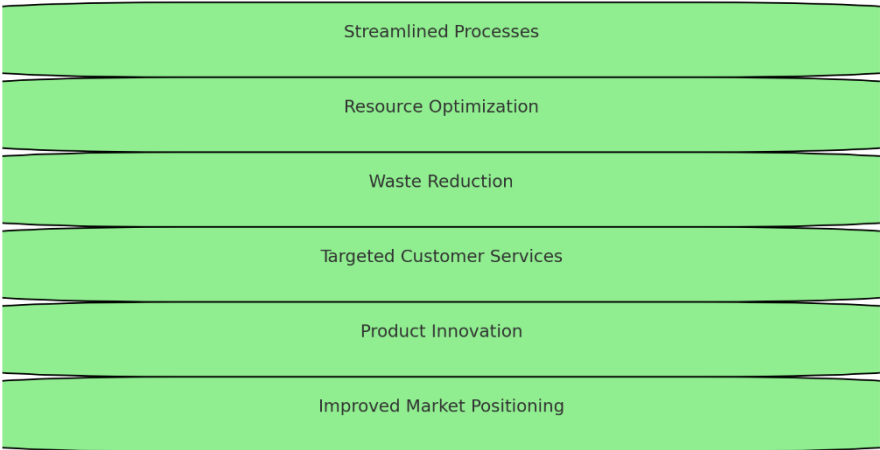 Streamlined Processes
Resource Optimization
Waste Reduction
Targeted Customer Services
Product Innovation
Improved Market Positioning